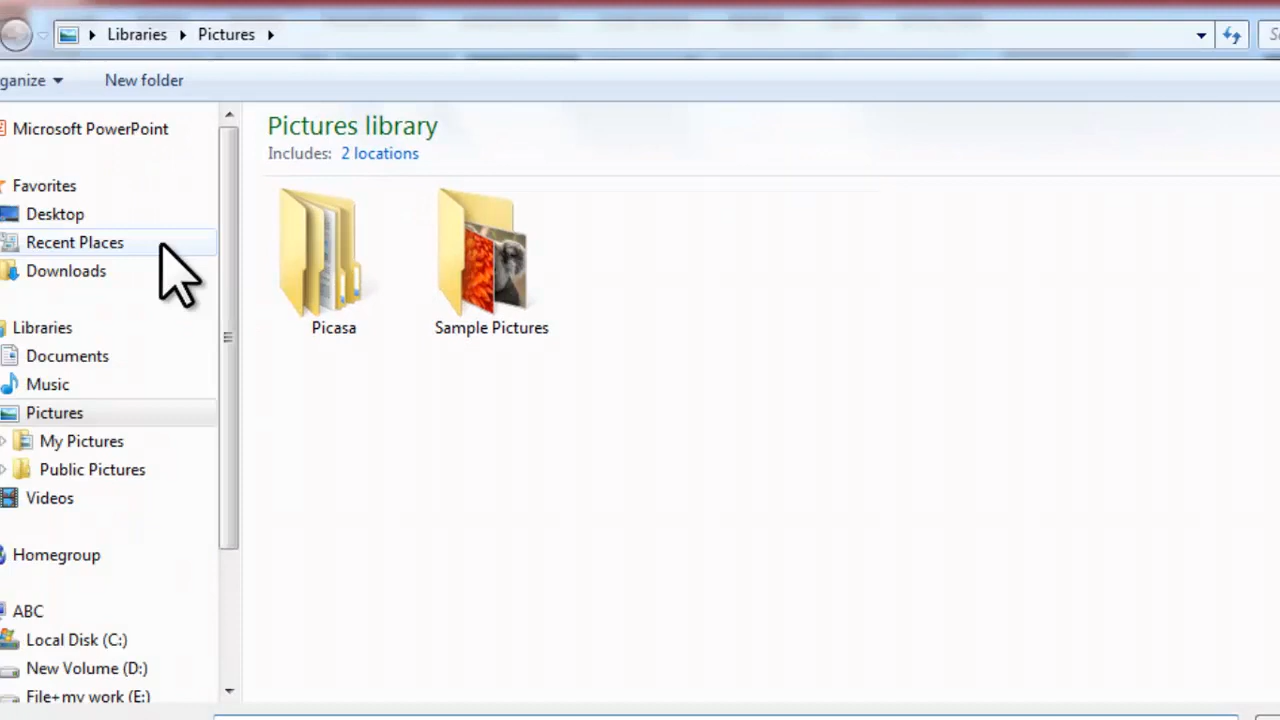 Libraries Pictures
ganize New folder
Microsoft PowerPoint
Favorites
Desktop
Recent Places
Downloads
Libraries
Documents
Music
Pictures
My Pictures
Public Pictures
Videos
Homegroup
ABC
Local Disk (C:)
New Volume (D:)
File+my work (E:)
Pictures library
Includes: 2 locations
Picasa
Sample Pictures